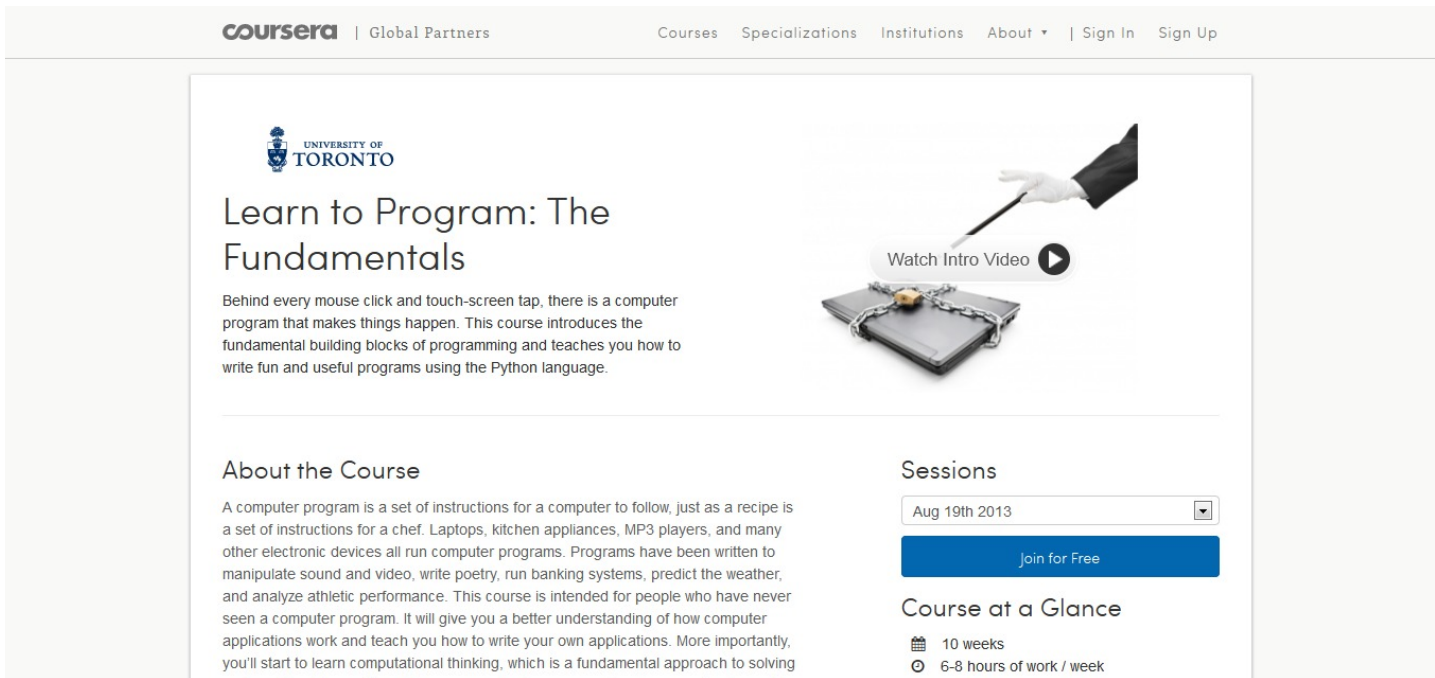 coursera | Global Partners
Courses Specializations Institutions About ▾ | Sign In Sign Up
UNIVERSITY OF
TORONTO
Learn to Program: The
Fundamentals
Behind every mouse click and touch-screen tap, there is a computer
program that makes things happen. This course introduces the
fundamental building blocks of programming and teaches you how to
write fun and useful programs using the Python language.
Watch Intro Video
About the Course
A computer program is a set of instructions for a computer to follow, just as a recipe is
a set of instructions for a chef. Laptops, kitchen appliances, MP3 players, and many
other electronic devices all run computer programs. Programs have been written to
manipulate sound and video, write poetry, run banking systems, predict the weather,
and analyze athletic performance. This course is intended for people who have never
seen a computer program. It will give you a better understanding of how computer
applications work and teach you how to write your own applications. More importantly,
you'll start to learn computational thinking, which is a fundamental approach to solving
Sessions
Aug 19th 2013
Join for Free
Course at a Glance
10 weeks
6-8 hours of work / week